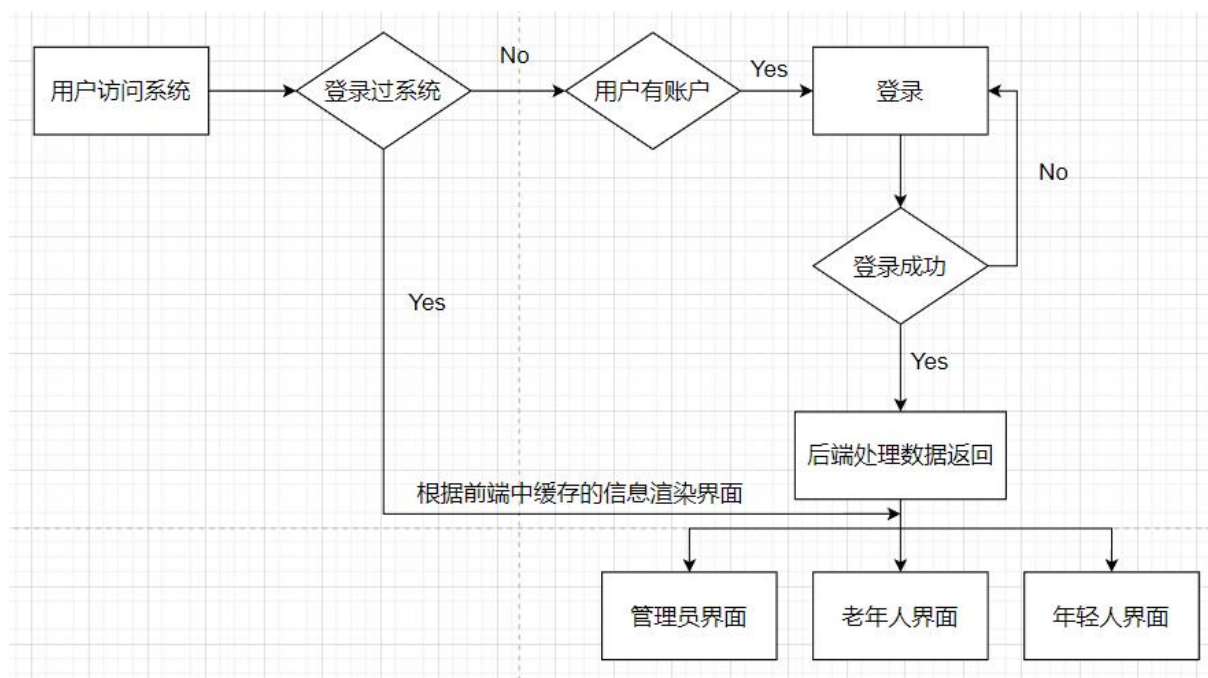 用户访问系统
登录过系统
No
用户有账户
Yes
登录
No
登录成功
Yes
Yes
后端处理数据返回
根据前端中缓存的信息渲染界面
管理员界面
老年人界面
年轻人界面